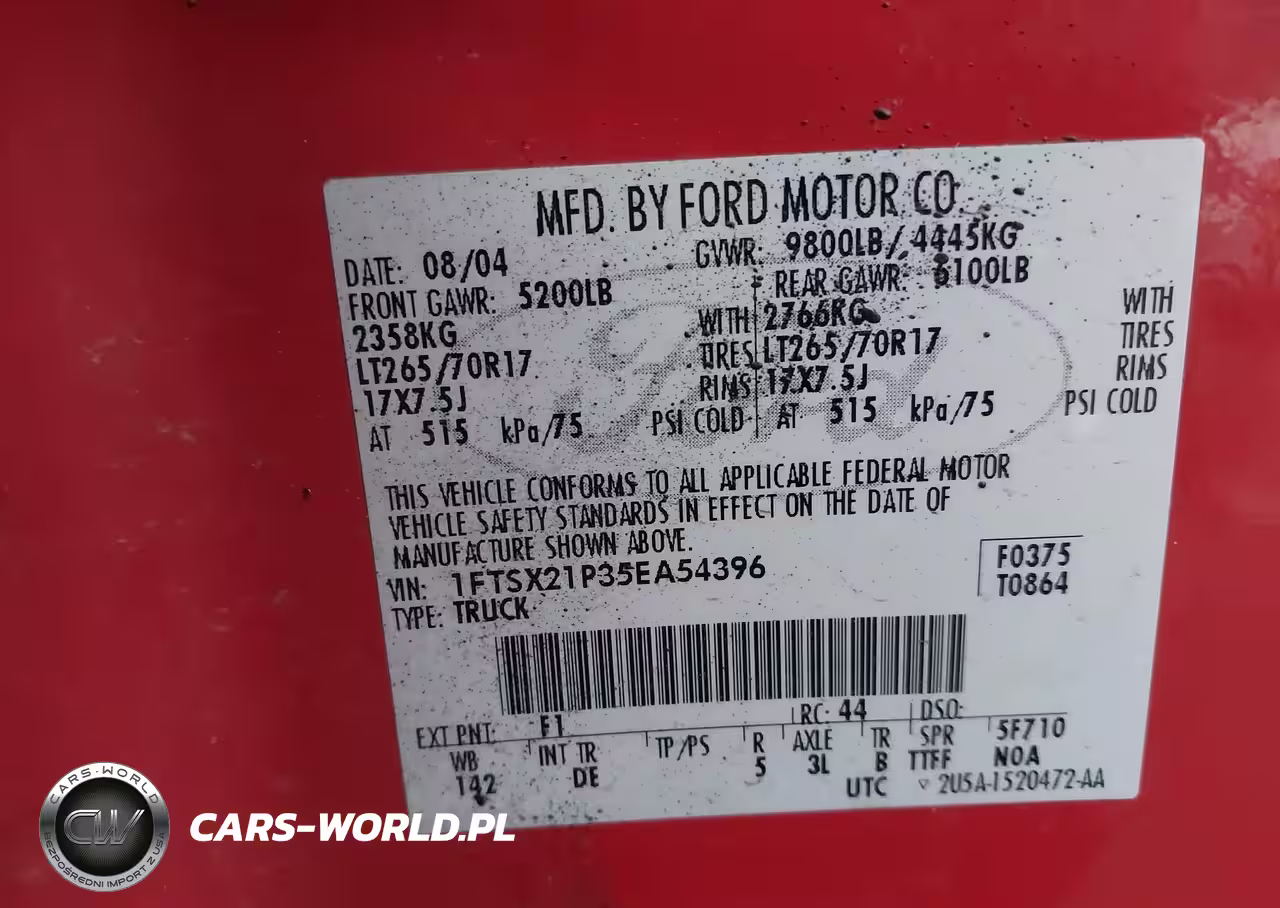 MFD. BY FORD MOTOR CO.
DATE: 08/04 GVWR: 9800LB/ 4445KG
FRONT GAWR: 5200LB REAR GAWR: 6100LB
2358KG WITH 2766KG WITH
LT265/70R17 TIRES LT265/70R17 TIRES
17X7.5J RIMS 17X7.5J RIMS
AT 515 kPa/75 PSI COLD AT 515 kPa/75 PSI COLD
THIS VEHICLE CONFORMS TO ALL APPLICABLE FEDERAL MOTOR
VEHICLE SAFETY STANDARDS IN EFFECT ON THE DATE OF
MANUFACTURE SHOWN ABOVE.
VIN: 1FTSX21P35EA54396
TYPE: TRUCK
F0375
T0864
EXT PNT: F1 RC: 44 DSO:
WB INT TR TP/PS R AXLE TR SPR 5F710
142 DE 5 3L B TTFF NOA
UTC ▽ 2U5A-1520472-AA
CARS-WORLD
CW
BEZPOŚREDNI IMPORT Z USA
CARS-WORLD.PL